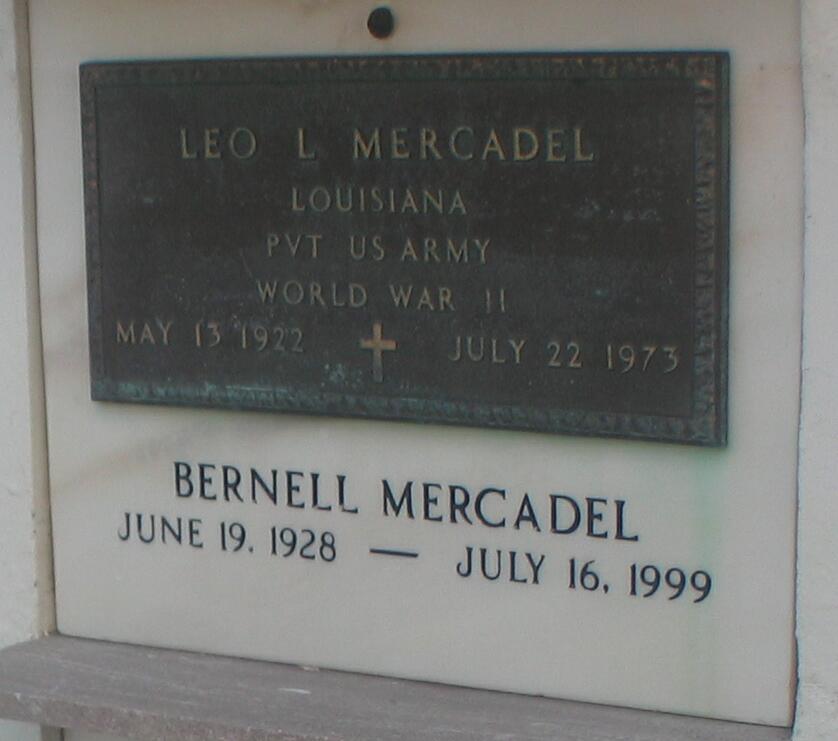 LEO L MERCADEL
LOUISIANA
PVT US ARMY
WORLD WAR II
MAY 13 1922 JULY 22 1973
BERNELL MERCADEL
JUNE 19, 1928 — JULY 16, 1999